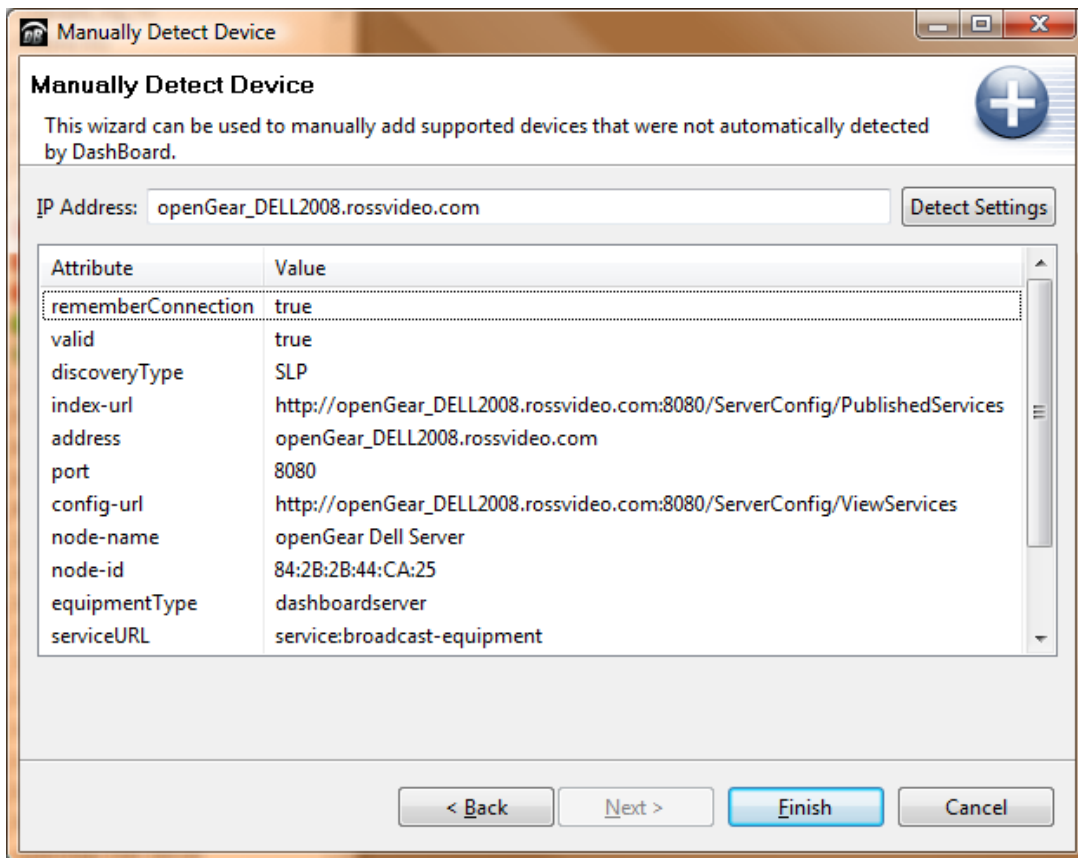 DB Manually Detect Device
Manually Detect Device
This wizard can be used to manually add supported devices that were not automatically detected
by DashBoard.
IP Address: openGear_DELL2008.rossvideo.com Detect Settings
Attribute Value
rememberConnection true
valid true
discoveryType SLP
index-url http://openGear_DELL2008.rossvideo.com:8080/ServerConfig/PublishedServices
address openGear_DELL2008.rossvideo.com
port 8080
config-url http://openGear_DELL2008.rossvideo.com:8080/ServerConfig/ViewServices
node-name openGear Dell Server
node-id 84:2B:2B:44:CA:25
equipmentType dashboardserver
serviceURL service:broadcast-equipment
< Back Next > Finish Cancel